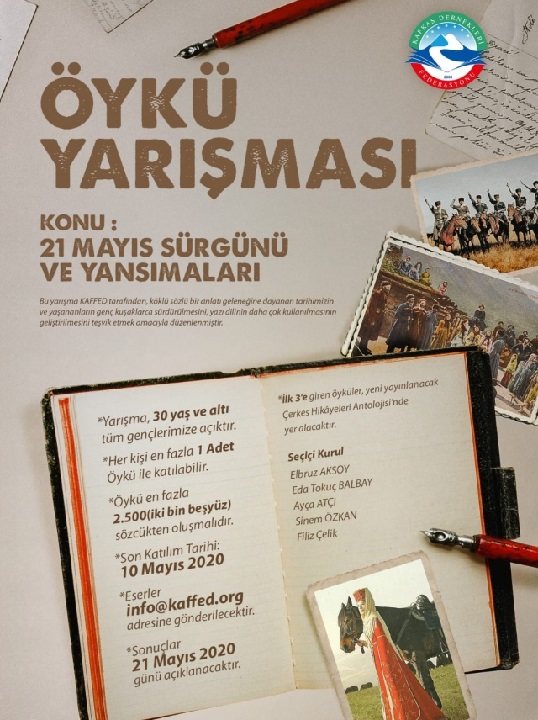 KAFKAS DERNEKLERİ
FEDERASYONU
ÖYKÜ
YARIŞMASI
KONU :
21 MAYIS SÜRGÜNÜ
VE YANSIMALARI
Bu yarışma KAFFED tarafından, köklü sözlü bir anlatı geleneğine dayanan tarihimizin
ve yaşananların genç kuşaklarca sürdürülmesini, yazı dilinin daha çok kullanılmasının
geliştirilmesini teşvik etmek amacıyla düzenlenmiştir.
*Yarışma, 30 yaş ve altı
tüm gençlerimize açıktır.
*Her kişi en fazla 1 Adet
Öykü ile katılabilir.
*Öykü en fazla
2.500(iki bin beşyüz)
sözcükten oluşmalıdır.
*Son Katılım Tarihi:
10 Mayıs 2020
*Eserler
info@kaffed.org
adresine gönderilecektir.
*Sonuçlar
21 Mayıs 2020
günü açıklanacaktır.
*İlk 3'e giren öyküler, yeni yayınlanacak
Çerkes Hikâyeleri Antolojisi'nde
yer alacaktır.
Seçiçi Kurul
Elbruz AKSOY
Eda Tokuç BALBAY
Ayça ATÇI
Sinem ÖZKAN
Filiz Çelik